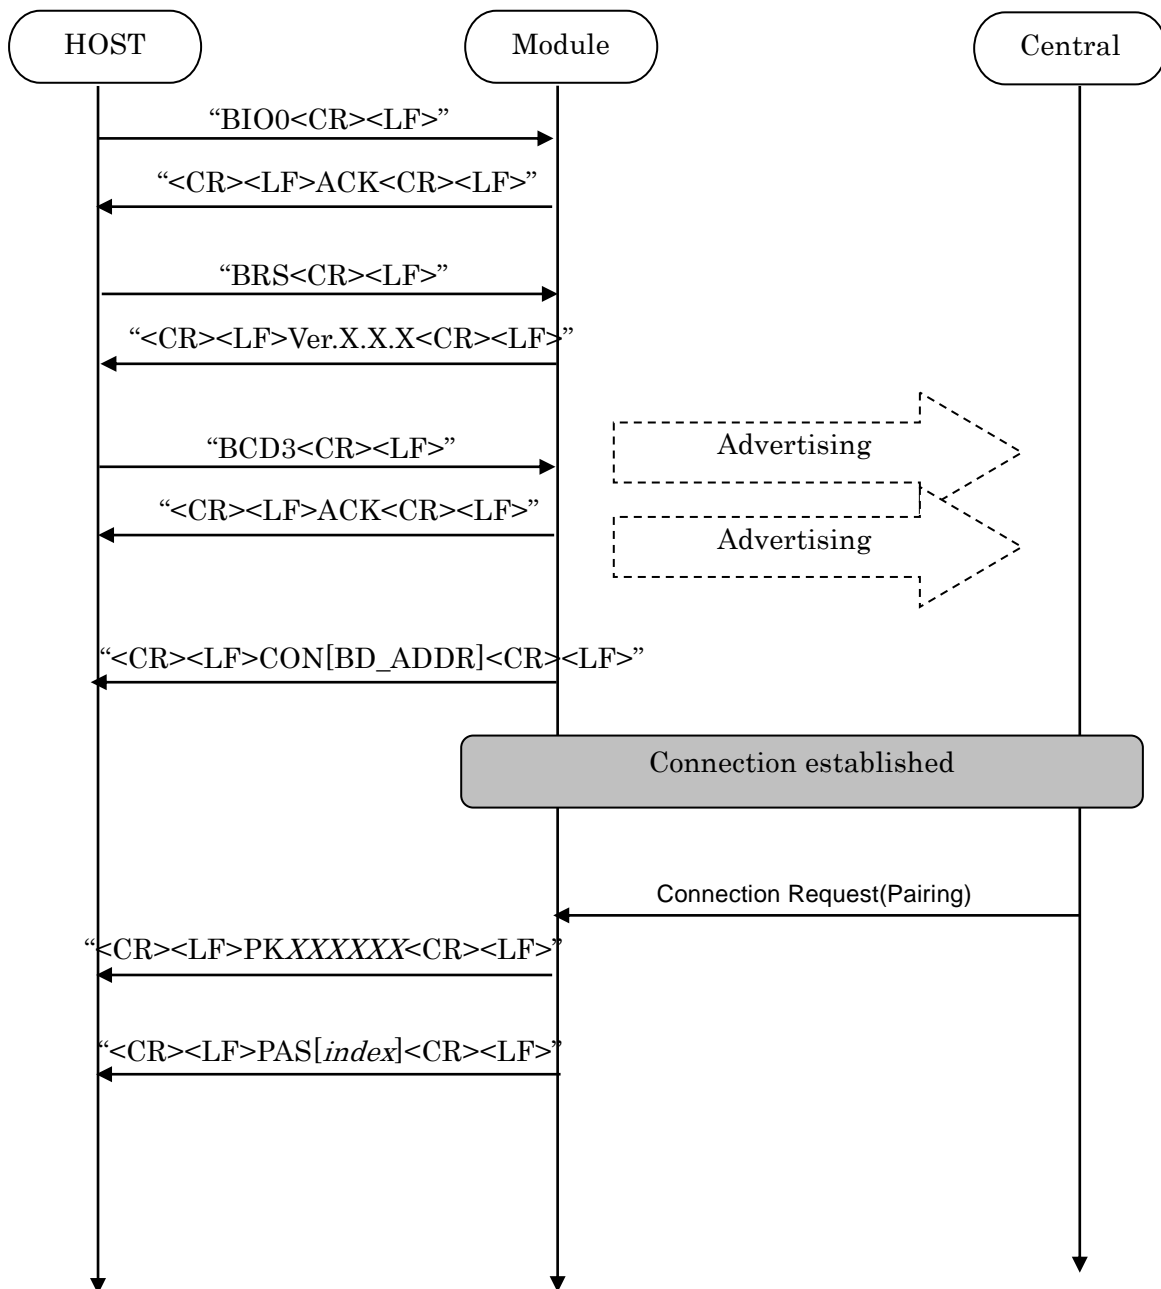 HOST
Module
Central
“BIO0<CR><LF>”
“<CR><LF>ACK<CR><LF>”
“BRS<CR><LF>”
“<CR><LF>Ver.X.X.X<CR><LF>”
“BCD3<CR><LF>”
Advertising
“<CR><LF>ACK<CR><LF>”
Advertising
“<CR><LF>CON[BD_ADDR]<CR><LF>”
Connection established
Connection Request(Pairing)
“<CR><LF>PKXXXXXX<CR><LF>”
“<CR><LF>PAS[index]<CR><LF>”